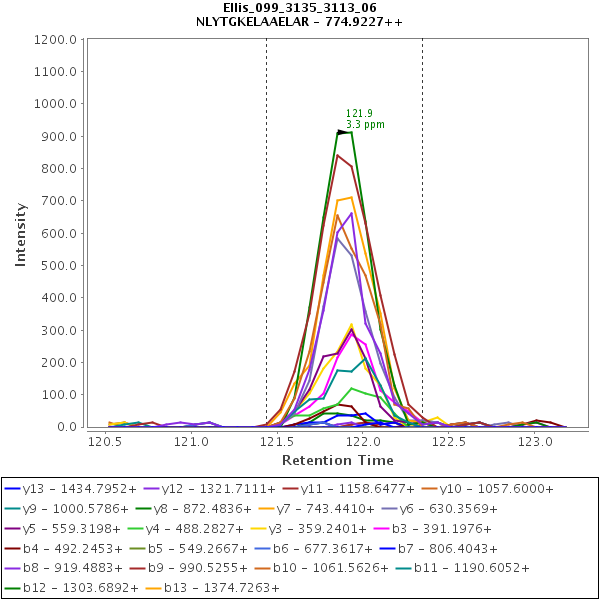 Ellis_099_3135_3113_06
NLYTGKELAAELAR - 774.9227++
1200.0
1100.0
1000.0
900.0
800.0
700.0
600.0
500.0
400.0
300.0
200.0
100.0
0.0
Intensity
121.9
3.3 ppm
120.5
121.0
121.5
122.0
122.5
123.0
Retention Time
y13 - 1434.7952+
y12 - 1321.7111+
y11 - 1158.6477+
y10 - 1057.6000+
y9 - 1000.5786+
y8 - 872.4836+
y7 - 743.4410+
y6 - 630.3569+
y5 - 559.3198+
y4 - 488.2827+
y3 - 359.2401+
b3 - 391.1976+
b4 - 492.2453+
b5 - 549.2667+
b6 - 677.3617+
b7 - 806.4043+
b8 - 919.4883+
b9 - 990.5255+
b10 - 1061.5626+
b11 - 1190.6052+
b12 - 1303.6892+
b13 - 1374.7263+